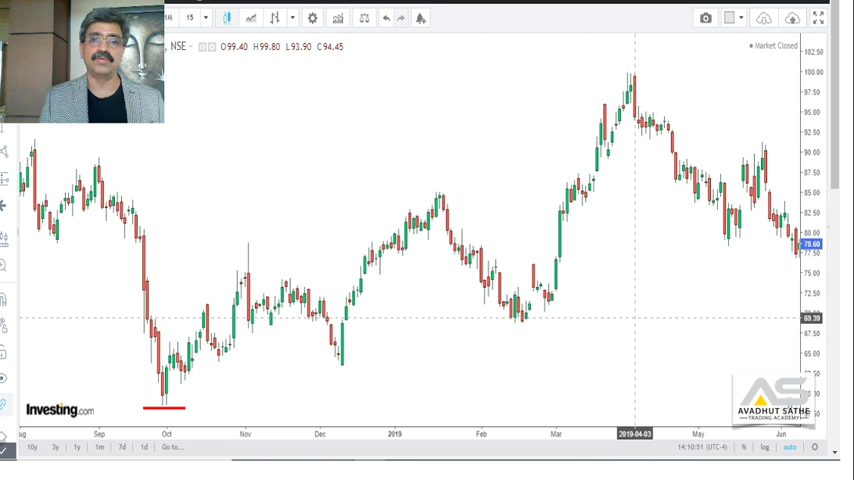 15
, NSE
O99.40 H99.80 L93.90 C94.45
Market Closed
102.50
100.00
97.50
95.00
92.50
90.00
87.50
85.00
82.50
80.00
78.60
77.50
75.00
72.50
69.39
67.50
65.00
60.00
Investing.com
AS
AVADHUT SATHE
TRADING ACADEMY
ug Sep Oct Nov Dec 2019 Feb Mar 2019-04-03 May Jun
10y 3y 1y 1m 7d 1d Go to... 14:10:51 (UTC-4) % log auto